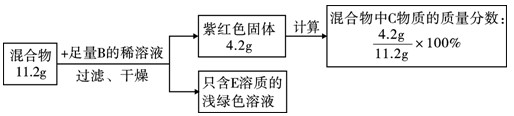 混合物
11.2g
+足量B的稀溶液
过滤、干燥
紫红色固体
4.2g
计算
混合物中C物质的质量分数：
4.2g
11.2g
×100%
只含E溶质的
浅绿色溶液